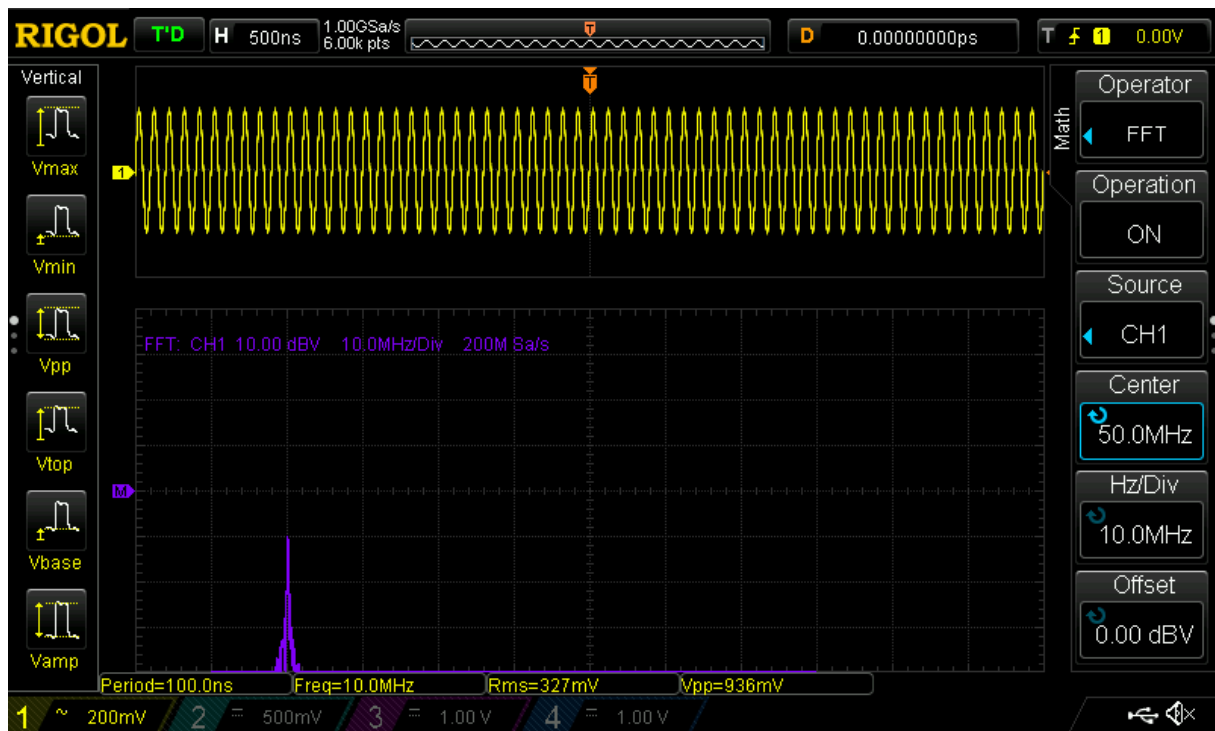 RIGOL T'D H 500ns 1.00GSa/s 6.00k pts T D 0.00000000ps T 1 0.00V
Vertical
Vmax
Vmin
Vpp
Vtop
Vbase
Vamp
T
1
FFT: CH1 10.00 dBV 10.0MHz/Div 200M Sa/s
M
Math
Operator
FFT
Operation
ON
Source
CH1
Center
50.0MHz
Hz/Div
10.0MHz
Offset
0.00 dBV
Period=100.0ns Freq=10.0MHz Rms=327mV Vpp=936mV
1 ~ 200mV 2 = 500mV 3 = 1.00 V 4 = 1.00 V